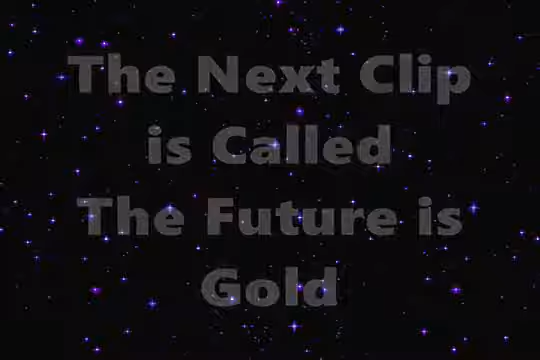 The Next Clip
is Called
The Future is
Gold